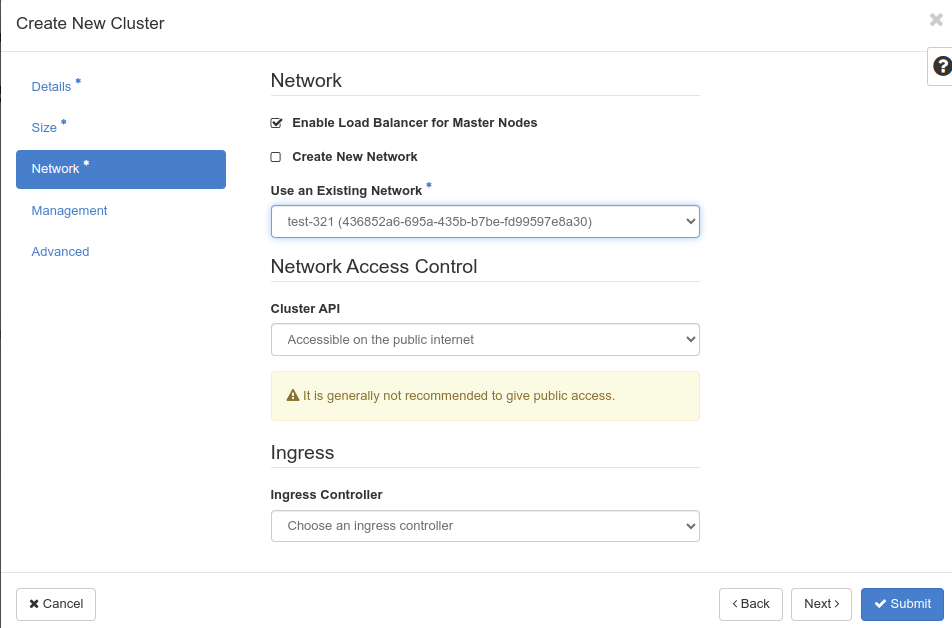 Create New Cluster
Details *
Size *
Network *
Management
Advanced
Network
Enable Load Balancer for Master Nodes
Create New Network
Use an Existing Network *
test-321 (436852a6-695a-435b-b7be-fd99597e8a30)
Network Access Control
Cluster API
Accessible on the public internet
It is generally not recommended to give public access.
Ingress
Ingress Controller
Choose an ingress controller
Cancel
Back
Next
Submit